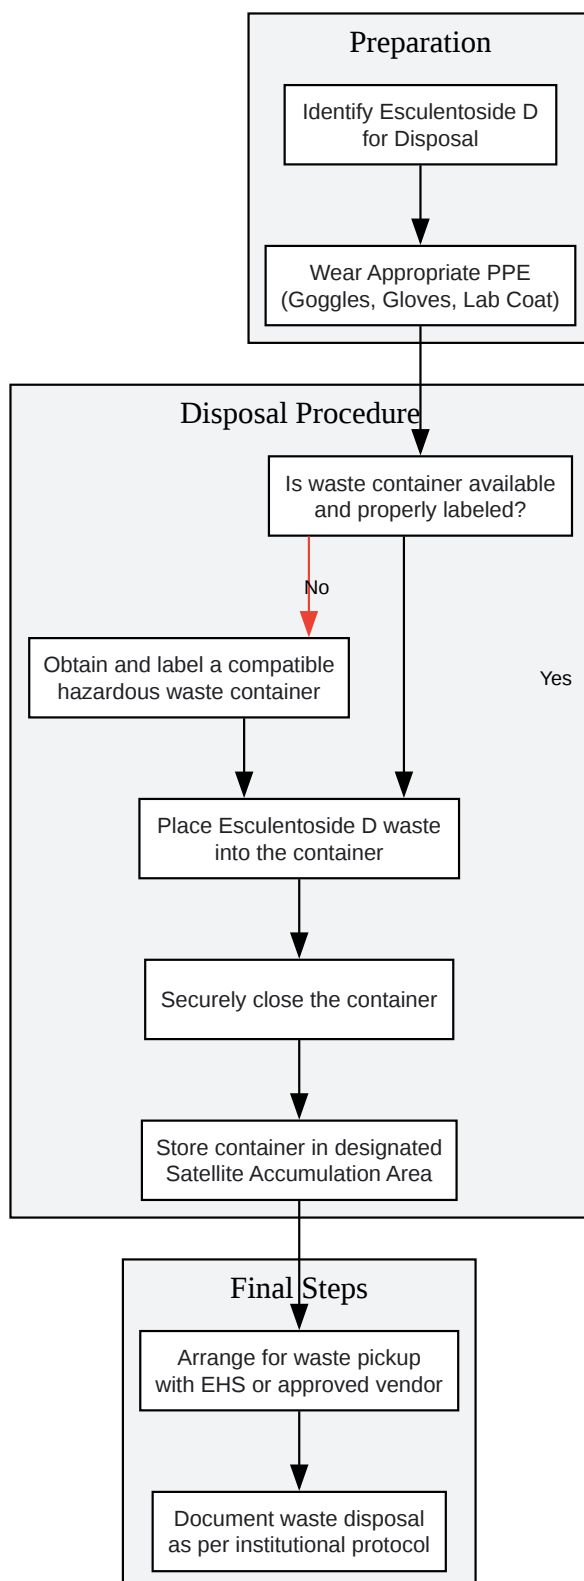 Preparation
Identify Esculentoside D
for Disposal
Wear Appropriate PPE
(Goggles, Gloves, Lab Coat)
Disposal Procedure
Is waste container available
and properly labeled?
No
Obtain and label a compatible
hazardous waste container
Yes
Place Esculentoside D waste
into the container
Securely close the container
Store container in designated
Satellite Accumulation Area
Final Steps
Arrange for waste pickup
with EHS or approved vendor
Document waste disposal
as per institutional protocol